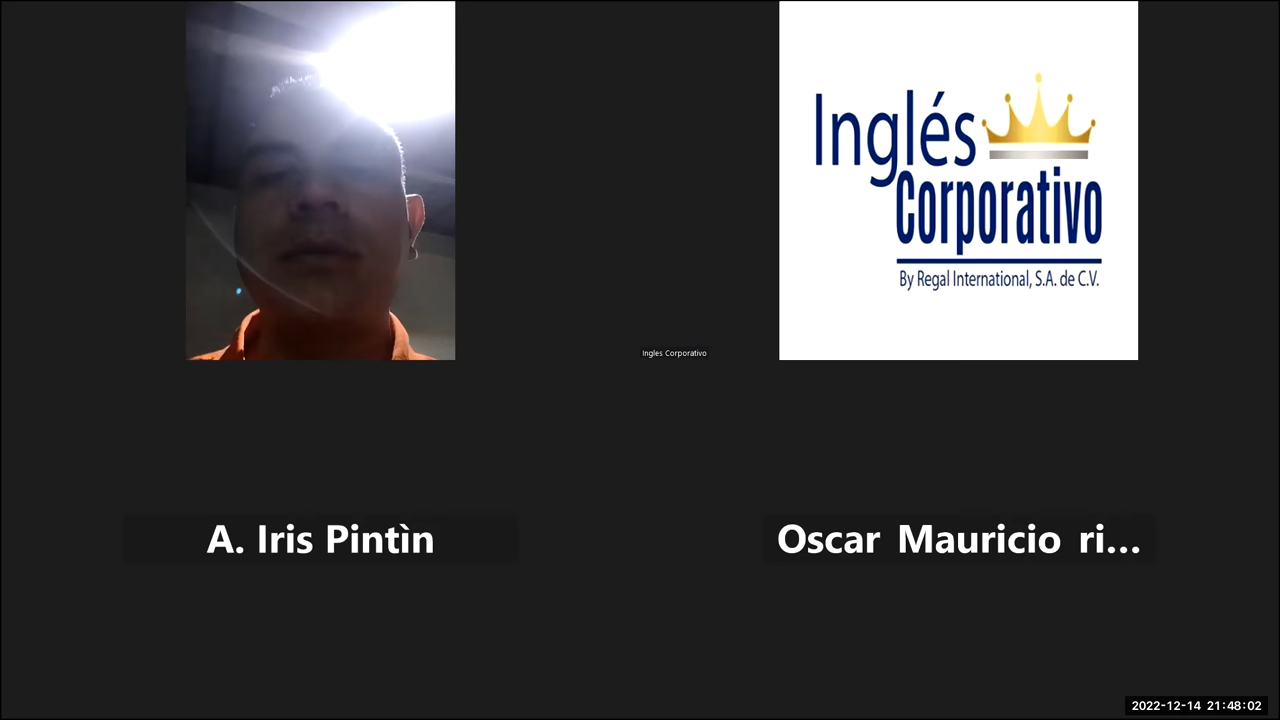 Inglés
Corporativo
By Regal International, S.A. de C.V.
Ingles Corporativo
A. Iris Pintìn
Oscar Mauricio ri...
2022-12-14 21:48:02